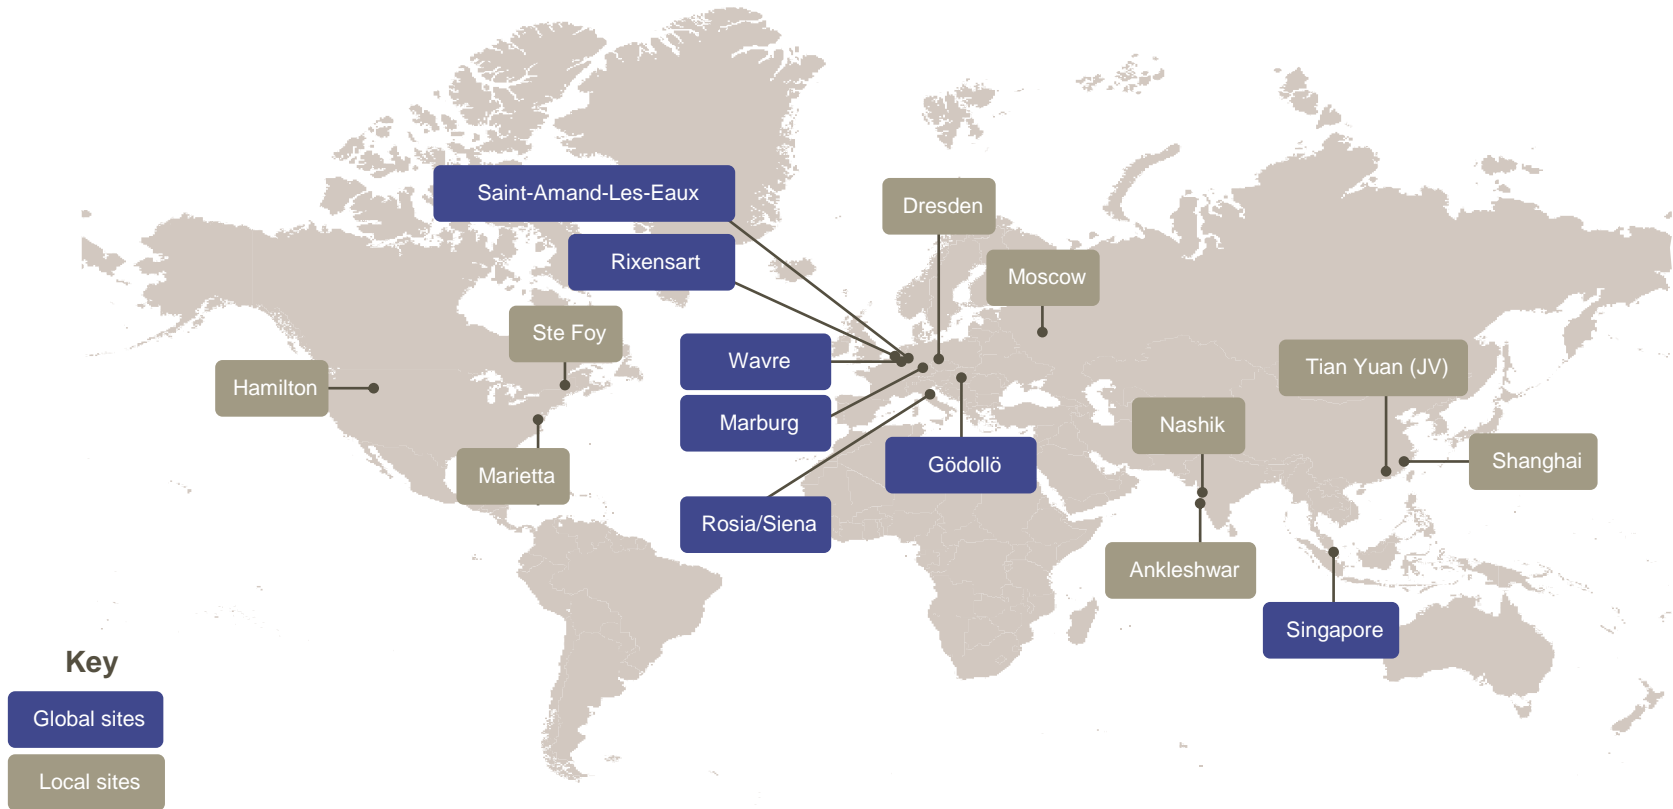 Saint-Amand-Les-Eaux
Dresden
Rixensart
Moscow
Ste Foy
Wavre
Tian Yuan (JV)
Hamilton
Marburg
Nashik
Gödollö
Shanghai
Marietta
Rosia/Siena
Ankleshwar
Singapore
Key
Global sites
Local sites